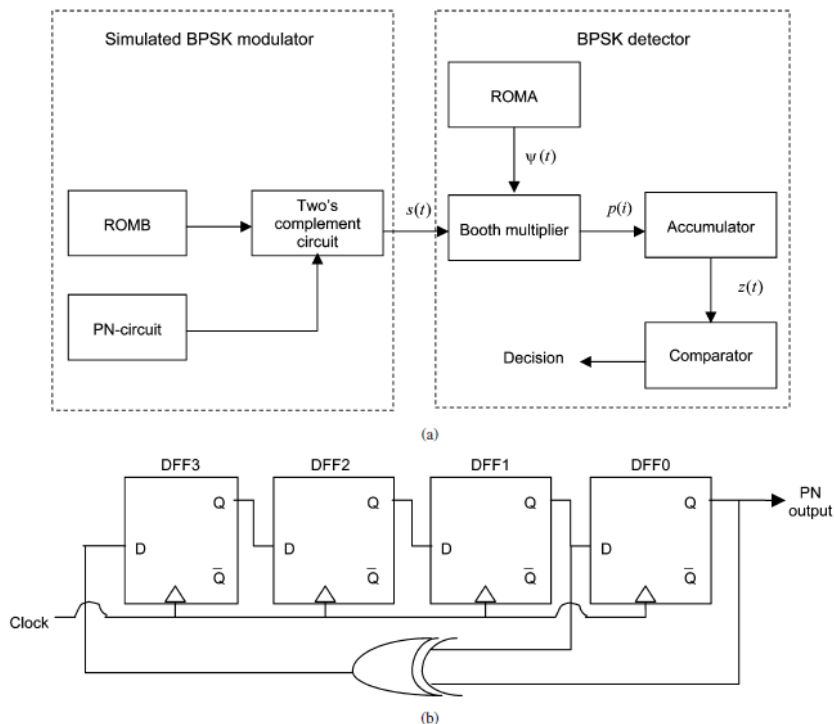 Simulated BPSK modulator
BPSK detector
ROMA
ψ(t)
ROMB
Two's
complement
circuit
s(t)
Booth multiplier
p(i)
Accumulator
z(t)
PN-circuit
Decision
Comparator
(a)
DFF3
DFF2
DFF1
DFF0
Q
Q
Q
Q
PN
output
D
D
D
D
Q̅
Q̅
Q̅
Q̅
Clock
(b)